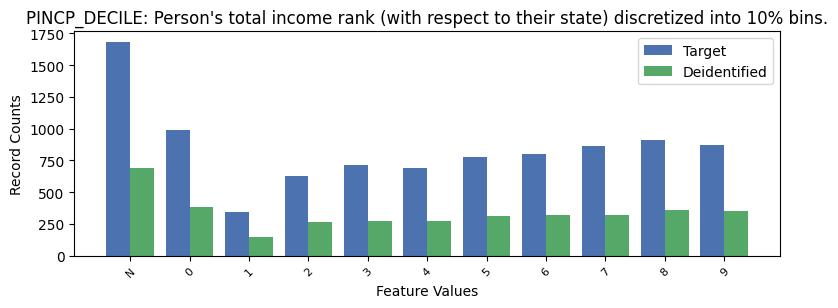 PINCP_DECILE: Person's total income rank (with respect to their state) discretized into 10% bins.
1750
1500
1250
1000
750
500
250
0
Record Counts
Target
Deidentified
N 0 1 2 3 4 5 6 7 8 9
Feature Values